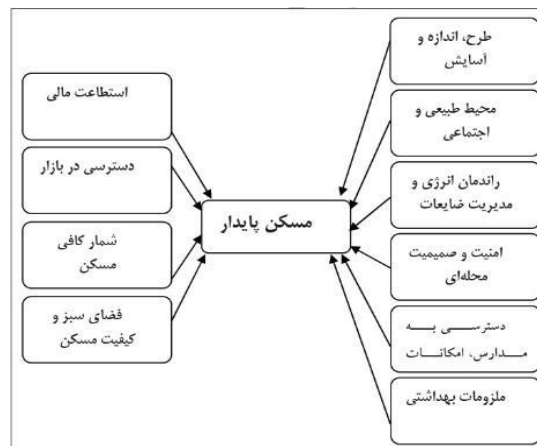 طرح، اندازه و
آسایش
محیط طبیعی و
اجتماعی
راندمان انرژی و
مدیریت ضایعات
امنیت و صمیمیت
محله‌ای
دسترسی به
مدارس، امکانات
ملزومات بهداشتی
مسکن پایدار
استطاعت مالی
دسترسی در بازار
شمار کافی
مسکن
فضای سبز و
کیفیت مسکن